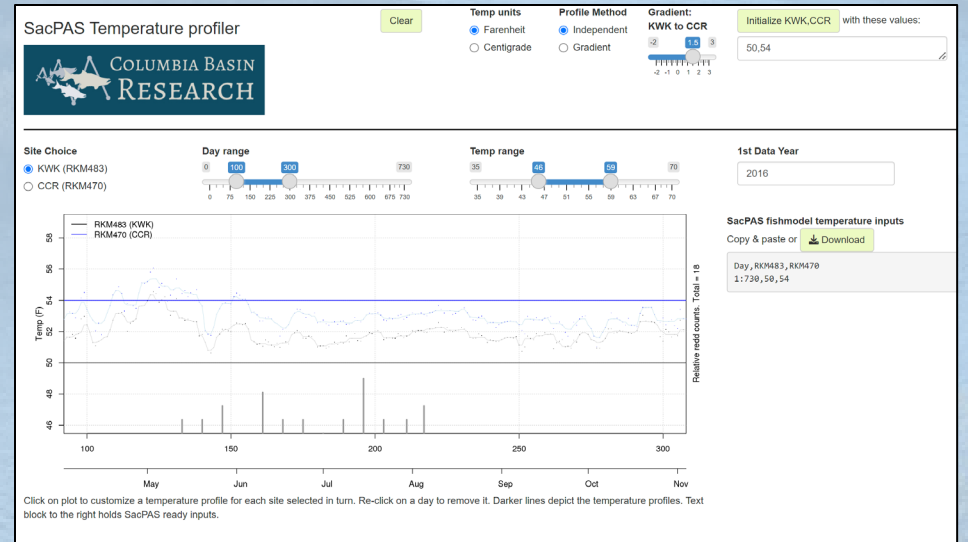 SacPAS Temperature profiler
COLUMBIA BASIN
RESEARCH
Clear
Temp units
Farenheit
Centigrade
Profile Method
Independent
Gradient
Gradient:
KWK to CCR
-2 1.5 3
-2 -1 0 1 2 3
Initialize KWK,CCR with these values:
50,54
Site Choice
KWK (RKM483)
CCR (RKM470)
Day range
0 100 300 730
0 75 150 225 300 375 450 525 600 675 730
Temp range
35 46 59 70
35 39 43 47 51 55 59 63 67 70
1st Data Year
2016
RKM483 (KWK)
RKM470 (CCR)
Temp (F)
58
56
54
52
50
48
46
Relative redd counts. Total = 18
100 150 200 250 300
May Jun Jul Aug Sep Oct Nov
SacPAS fishmodel temperature inputs
Copy & paste or Download
Day,RKM483,RKM470
1:730,50,54
Click on plot to customize a temperature profile for each site selected in turn. Re-click on a day to remove it. Darker lines depict the temperature profiles. Text
block to the right holds SacPAS ready inputs.